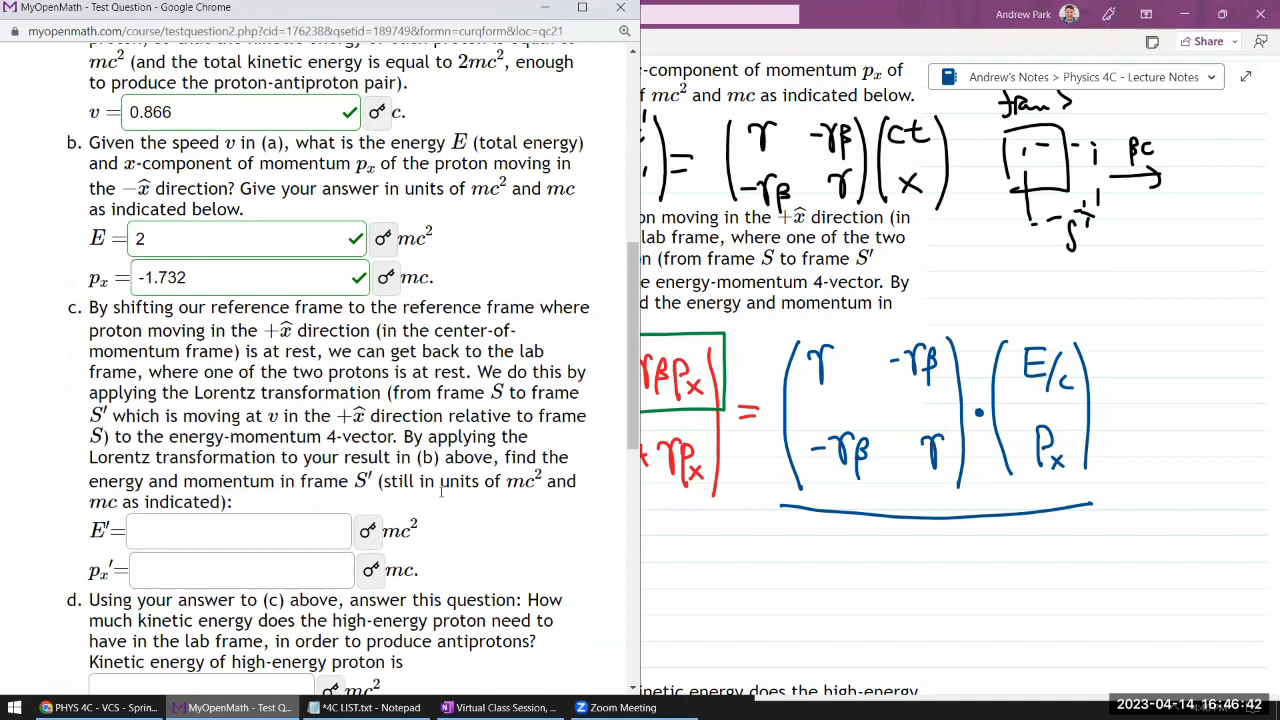 MyOpenMath - Test Question - Google Chrome
Andrew Park
myopenmath.com/course/testquestion2.php?cid=176238&qsetid=189749&formn=curqform&loc=qc21
Share
mc² (and the total kinetic energy is equal to 2mc², enough
to produce the proton-antiproton pair).
v = 0.866 c.
b. Given the speed v in (a), what is the energy E (total energy)
and x-component of momentum pₓ of the proton moving in
the −x̂ direction? Give your answer in units of mc² and mc
as indicated below.
E = 2 mc²
pₓ = -1.732 mc.
c. By shifting our reference frame to the reference frame where
proton moving in the +x̂ direction (in the center-of-
momentum frame) is at rest, we can get back to the lab
frame, where one of the two protons is at rest. We do this by
applying the Lorentz transformation (from frame S to frame
S′ which is moving at v in the +x̂ direction relative to frame
S) to the energy-momentum 4-vector. By applying the
Lorentz transformation to your result in (b) above, find the
energy and momentum in frame S′ (still in units of mc² and
mc as indicated):
E′= mc²
pₓ′= mc.
d. Using your answer to (c) above, answer this question: How
much kinetic energy does the high-energy proton need to
have in the lab frame, in order to produce antiprotons?
Kinetic energy of high-energy proton is
mc²
-component of momentum pₓ of
f mc² and mc as indicated below.
Andrew's Notes > Physics 4C - Lecture Notes
= ( γ -γβ ) ( ct )
-γβ γ x
βc
S
on moving in the +x̂ direction (in
lab frame, where one of the two
on (from frame S to frame S′
e energy-momentum 4-vector. By
d the energy and momentum in
γβpₓ = ( γ -γβ ) · ( E/c )
+ γpₓ -γβ γ pₓ
inetic energy does the high-energy
PHYS 4C - VCS - Sprin...
MyOpenMath - Test Q...
*4C LIST.txt - Notepad
Virtual Class Session, ...
Zoom Meeting
2023-04-14 16:46:42